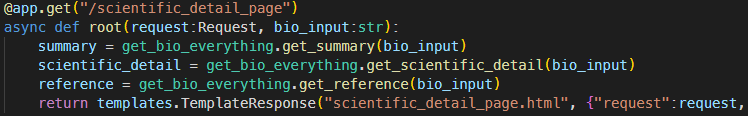 @app.get("/scientific_detail_page")
async def root(request:Request, bio_input:str):
    summary = get_bio_everything.get_summary(bio_input)
    scientific_detail = get_bio_everything.get_scientific_detail(bio_input)
    reference = get_bio_everything.get_reference(bio_input)
    return templates.TemplateResponse("scientific_detail_page.html", {"request":request,